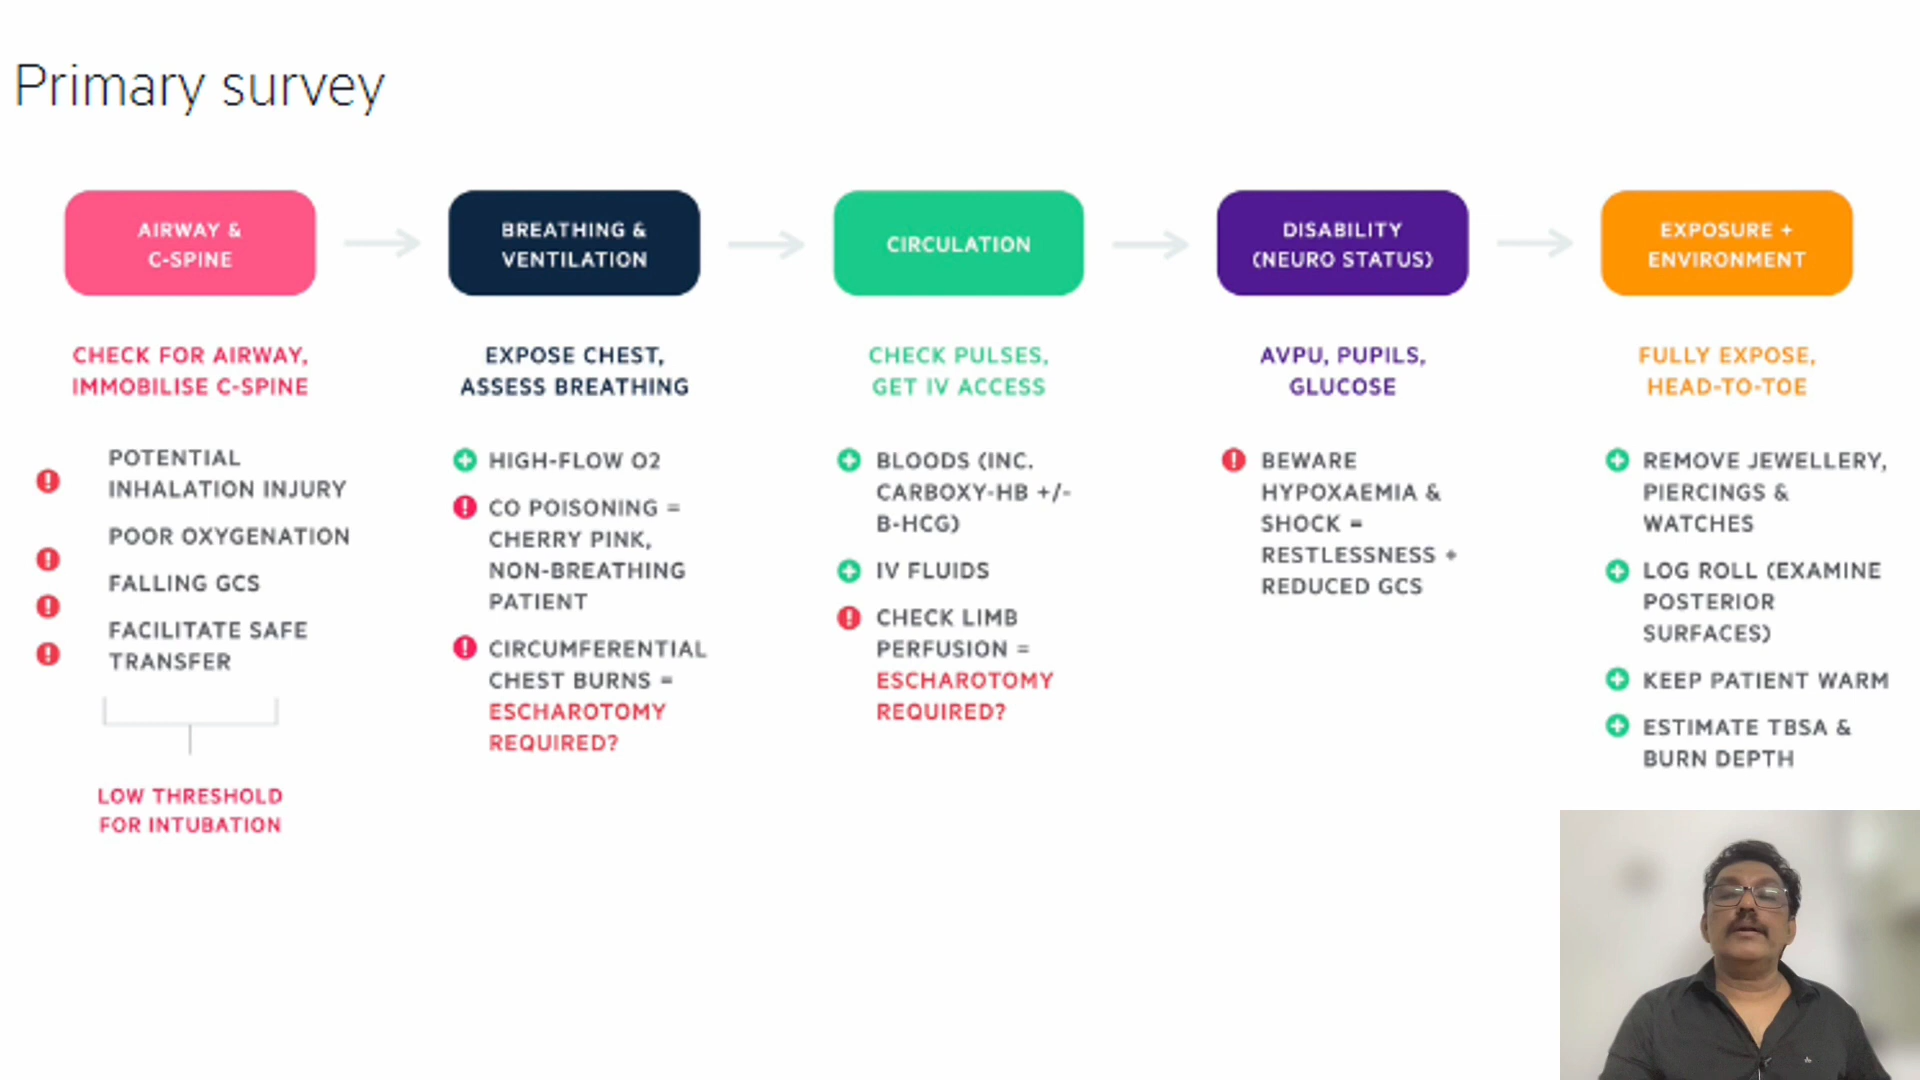 Primary survey
AIRWAY &
C-SPINE
CHECK FOR AIRWAY,
IMMOBILISE C-SPINE
POTENTIAL
INHALATION INJURY
POOR OXYGENATION
FALLING GCS
FACILITATE SAFE
TRANSFER
LOW THRESHOLD
FOR INTUBATION
BREATHING &
VENTILATION
EXPOSE CHEST,
ASSESS BREATHING
HIGH-FLOW O2
CO POISONING =
CHERRY PINK,
NON-BREATHING
PATIENT
CIRCUMFERENTIAL
CHEST BURNS =
ESCHAROTOMY
REQUIRED?
CIRCULATION
CHECK PULSES,
GET IV ACCESS
BLOODS (INC.
CARBOXY-HB +/-
B-HCG)
IV FLUIDS
CHECK LIMB
PERFUSION =
ESCHAROTOMY
REQUIRED?
DISABILITY
(NEURO STATUS)
AVPU, PUPILS,
GLUCOSE
BEWARE
HYPOXAEMIA &
SHOCK =
RESTLESSNESS +
REDUCED GCS
EXPOSURE +
ENVIRONMENT
FULLY EXPOSE,
HEAD-TO-TOE
REMOVE JEWELLERY,
PIERCINGS &
WATCHES
LOG ROLL (EXAMINE
POSTERIOR
SURFACES)
KEEP PATIENT WARM
ESTIMATE TBSA &
BURN DEPTH